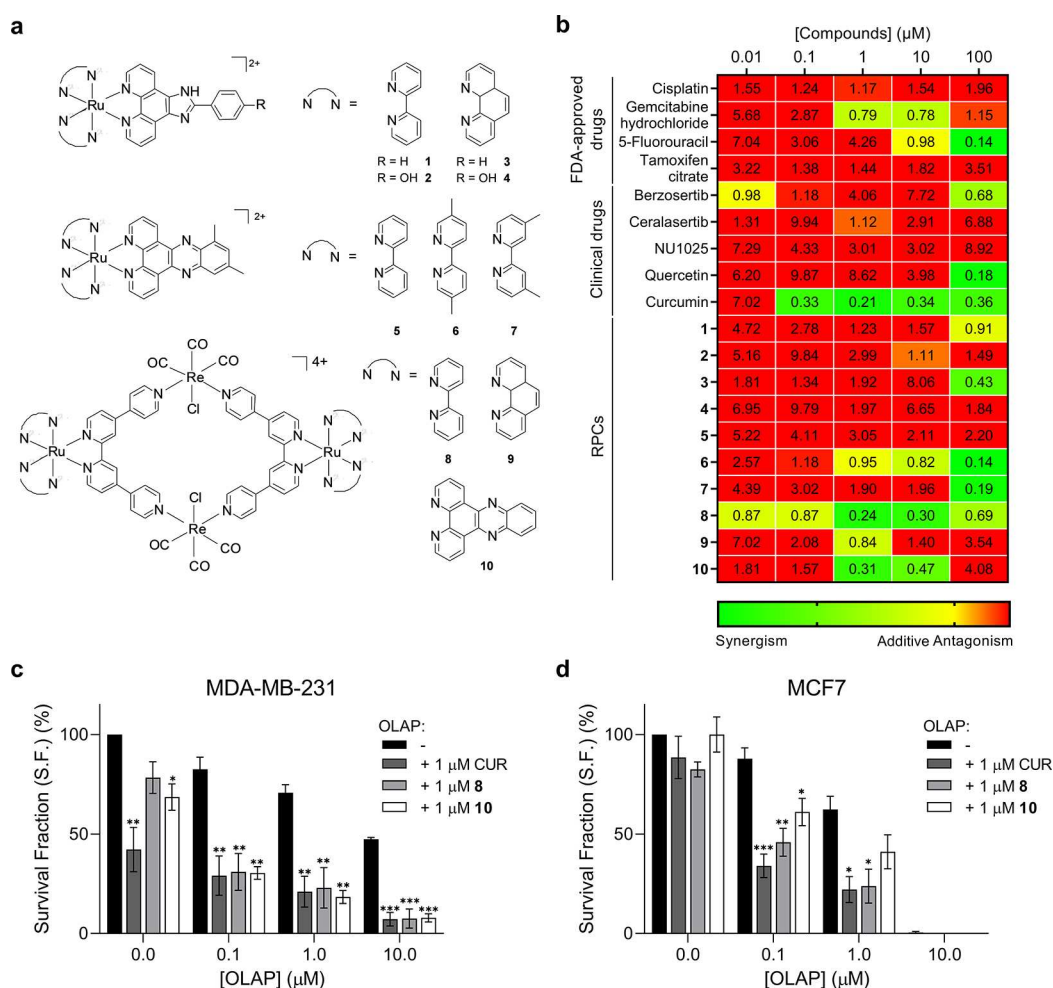 a
2+
N
N
Ru
N
N
N
N
NH
N
R
N N =
N
N
N
N
R = H 1 R = H 3
R = OH 2 R = OH 4
2+
N
N
Ru
N
N
N
N
N
N
N N =
N
N
N
N
N
N
5 6 7
4+
CO
OC CO
Re
N N
Cl
N
N
Ru
N
N
N
N
N
N
Ru
N
N
N N
Cl
Re
OC CO
CO
N N =
N
N
N
N
8 9
N
N
N
N
10
b
[Compounds] (µM)
0.01 0.1 1 10 100
FDA-approved drugs
Cisplatin 1.55 1.24 1.17 1.54 1.96
Gemcitabine
hydrochloride 5.68 2.87 0.79 0.78 1.15
5-Fluorouracil 7.04 3.06 4.26 0.98 0.14
Tamoxifen
citrate 3.22 1.38 1.44 1.82 3.51
Clinical drugs
Berzosertib 0.98 1.18 4.06 7.72 0.68
Ceralasertib 1.31 9.94 1.12 2.91 6.88
NU1025 7.29 4.33 3.01 3.02 8.92
Quercetin 6.20 9.87 8.62 3.98 0.18
Curcumin 7.02 0.33 0.21 0.34 0.36
RPCs
1 4.72 2.78 1.23 1.57 0.91
2 5.16 9.84 2.99 1.11 1.49
3 1.81 1.34 1.92 8.06 0.43
4 6.95 9.79 1.97 6.65 1.84
5 5.22 4.11 3.05 2.11 2.20
6 2.57 1.18 0.95 0.82 0.14
7 4.39 3.02 1.90 1.96 0.19
8 0.87 0.87 0.24 0.30 0.69
9 7.02 2.08 0.84 1.40 3.54
10 1.81 1.57 0.31 0.47 4.08
Synergism Additive Antagonism
c
MDA-MB-231
Survival Fraction (S.F.) (%)
100
50
0
OLAP:
-
+ 1 µM CUR
+ 1 µM 8
+ 1 µM 10
** *
** ** **
** ** **
*** *** ***
0.0 0.1 1.0 10.0
[OLAP] (µM)
d
MCF7
Survival Fraction (S.F.) (%)
100
50
0
OLAP:
-
+ 1 µM CUR
+ 1 µM 8
+ 1 µM 10
*** ** *
* *
0.0 0.1 1.0 10.0
[OLAP] (µM)